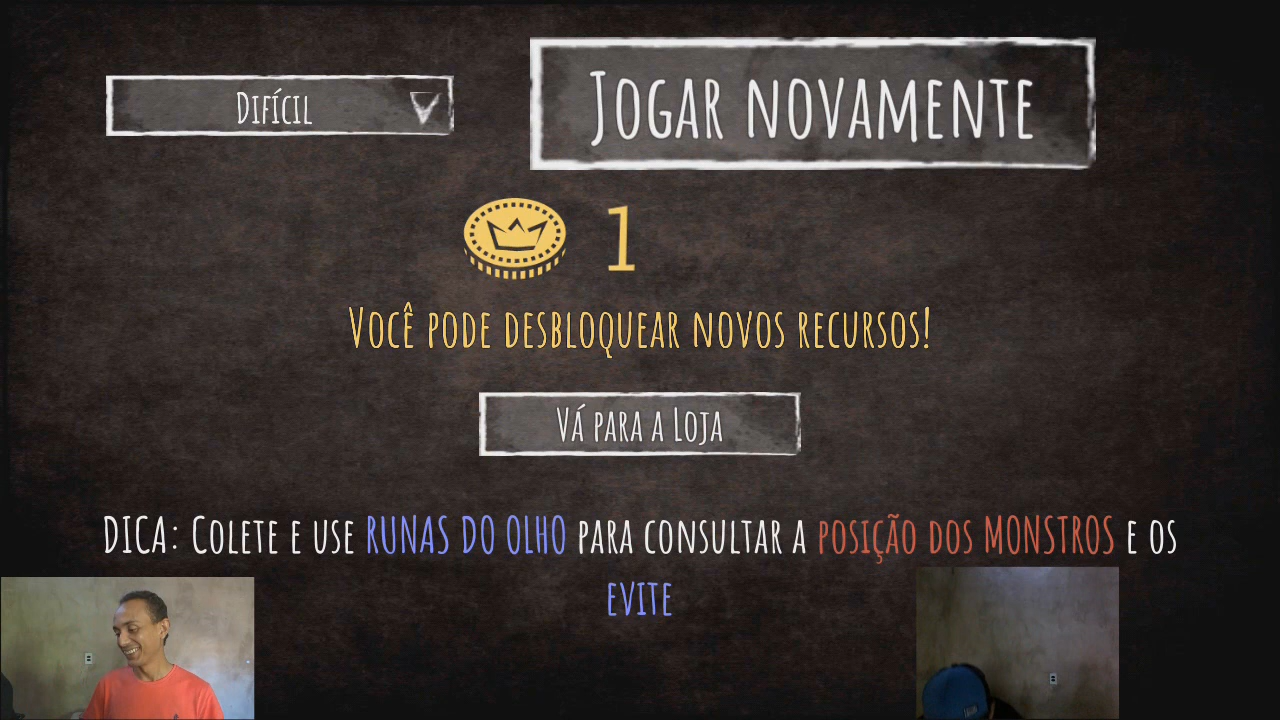 Difícil
Jogar novamente
1
Você pode desbloquear novos recursos!
Vá para a Loja
DICA: Colete e use RUNAS DO OLHO para consultar a posição dos MONSTROS e os
evite